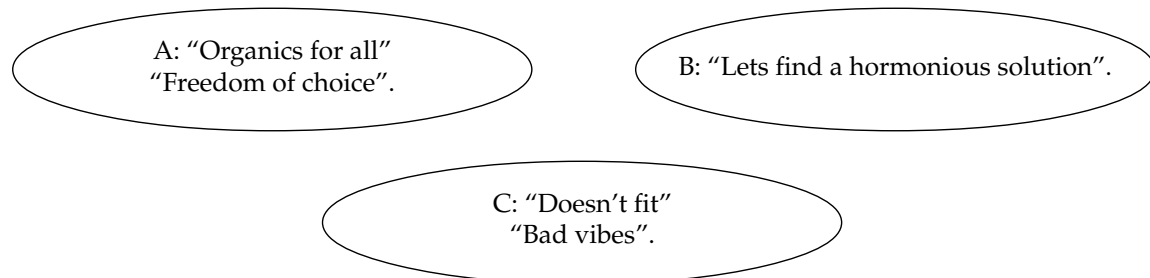 A: “Organics for all”
“Freedom of choice”.
B: “Lets find a hormonious solution”.
C: “Doesn’t fit”
“Bad vibes”.